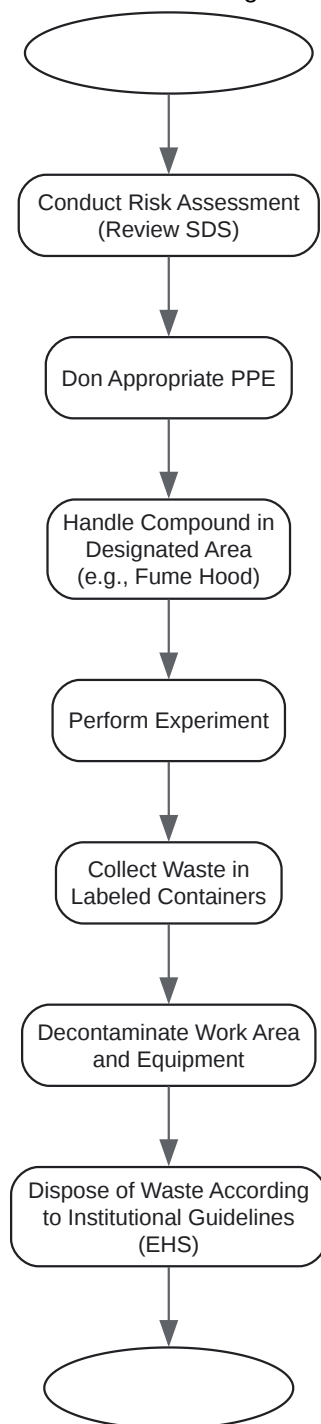 Conduct Risk Assessment
(Review SDS)
Don Appropriate PPE
Handle Compound in
Designated Area
(e.g., Fume Hood)
Perform Experiment
Collect Waste in
Labeled Containers
Decontaminate Work Area
and Equipment
Dispose of Waste According
to Institutional Guidelines
(EHS)